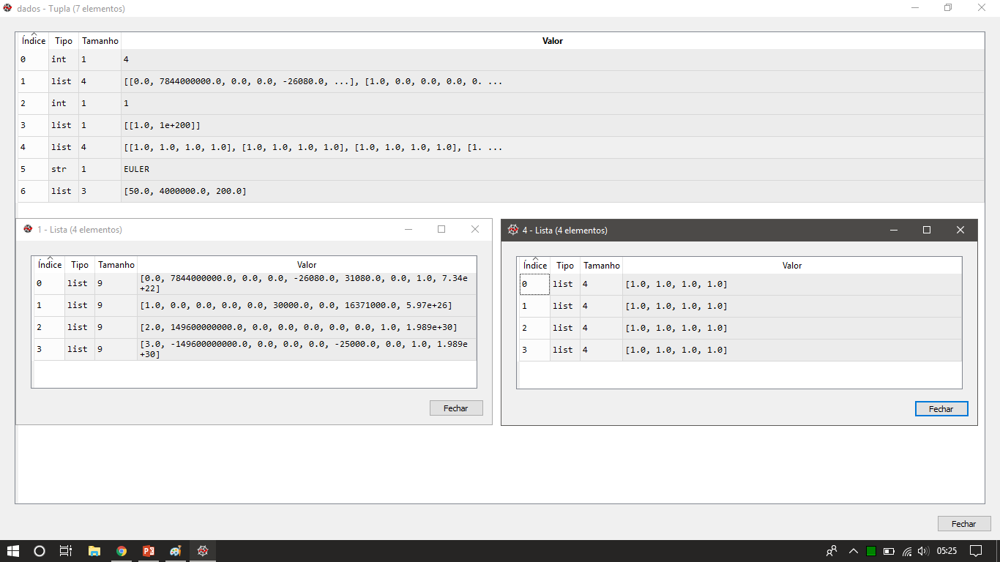 dados - Tupla (7 elementos)
Índice Tipo Tamanho Valor
0 int 1 4
1 list 4 [[0.0, 7844000000.0, 0.0, 0.0, -26080.0, ...], [1.0, 0.0, 0.0, 0.0, 0. ...
2 int 1 1
3 list 1 [[1.0, 1e+200]]
4 list 4 [[1.0, 1.0, 1.0, 1.0], [1.0, 1.0, 1.0, 1.0], [1.0, 1.0, 1.0, 1.0], [1. ...
5 str 1 EULER
6 list 3 [50.0, 4000000.0, 200.0]
1 - Lista (4 elementos)
Índice Tipo Tamanho Valor
0 list 9 [0.0, 7844000000.0, 0.0, 0.0, -26080.0, 31080.0, 0.0, 1.0, 7.34e
+22]
1 list 9 [1.0, 0.0, 0.0, 0.0, 0.0, 30000.0, 0.0, 16371000.0, 5.97e+26]
2 list 9 [2.0, 149600000000.0, 0.0, 0.0, 0.0, 0.0, 0.0, 1.0, 1.989e+30]
3 list 9 [3.0, -149600000000.0, 0.0, 0.0, 0.0, -25000.0, 0.0, 1.0, 1.989e
+30]
Fechar
4 - Lista (4 elementos)
Índice Tipo Tamanho Valor
0 list 4 [1.0, 1.0, 1.0, 1.0]
1 list 4 [1.0, 1.0, 1.0, 1.0]
2 list 4 [1.0, 1.0, 1.0, 1.0]
3 list 4 [1.0, 1.0, 1.0, 1.0]
Fechar
Fechar
05:25